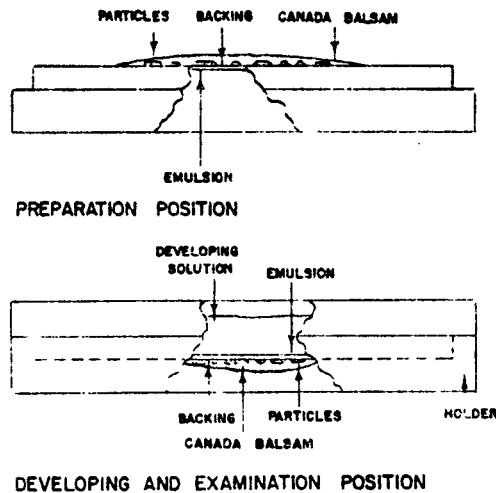 PARTICLES BACKING CANADA BALSAM
EMULSION
PREPARATION POSITION
DEVELOPING
SOLUTION
EMULSION
BACKING PARTICLES
HOLDER
CANADA BALSAM
DEVELOPING AND EXAMINATION POSITION